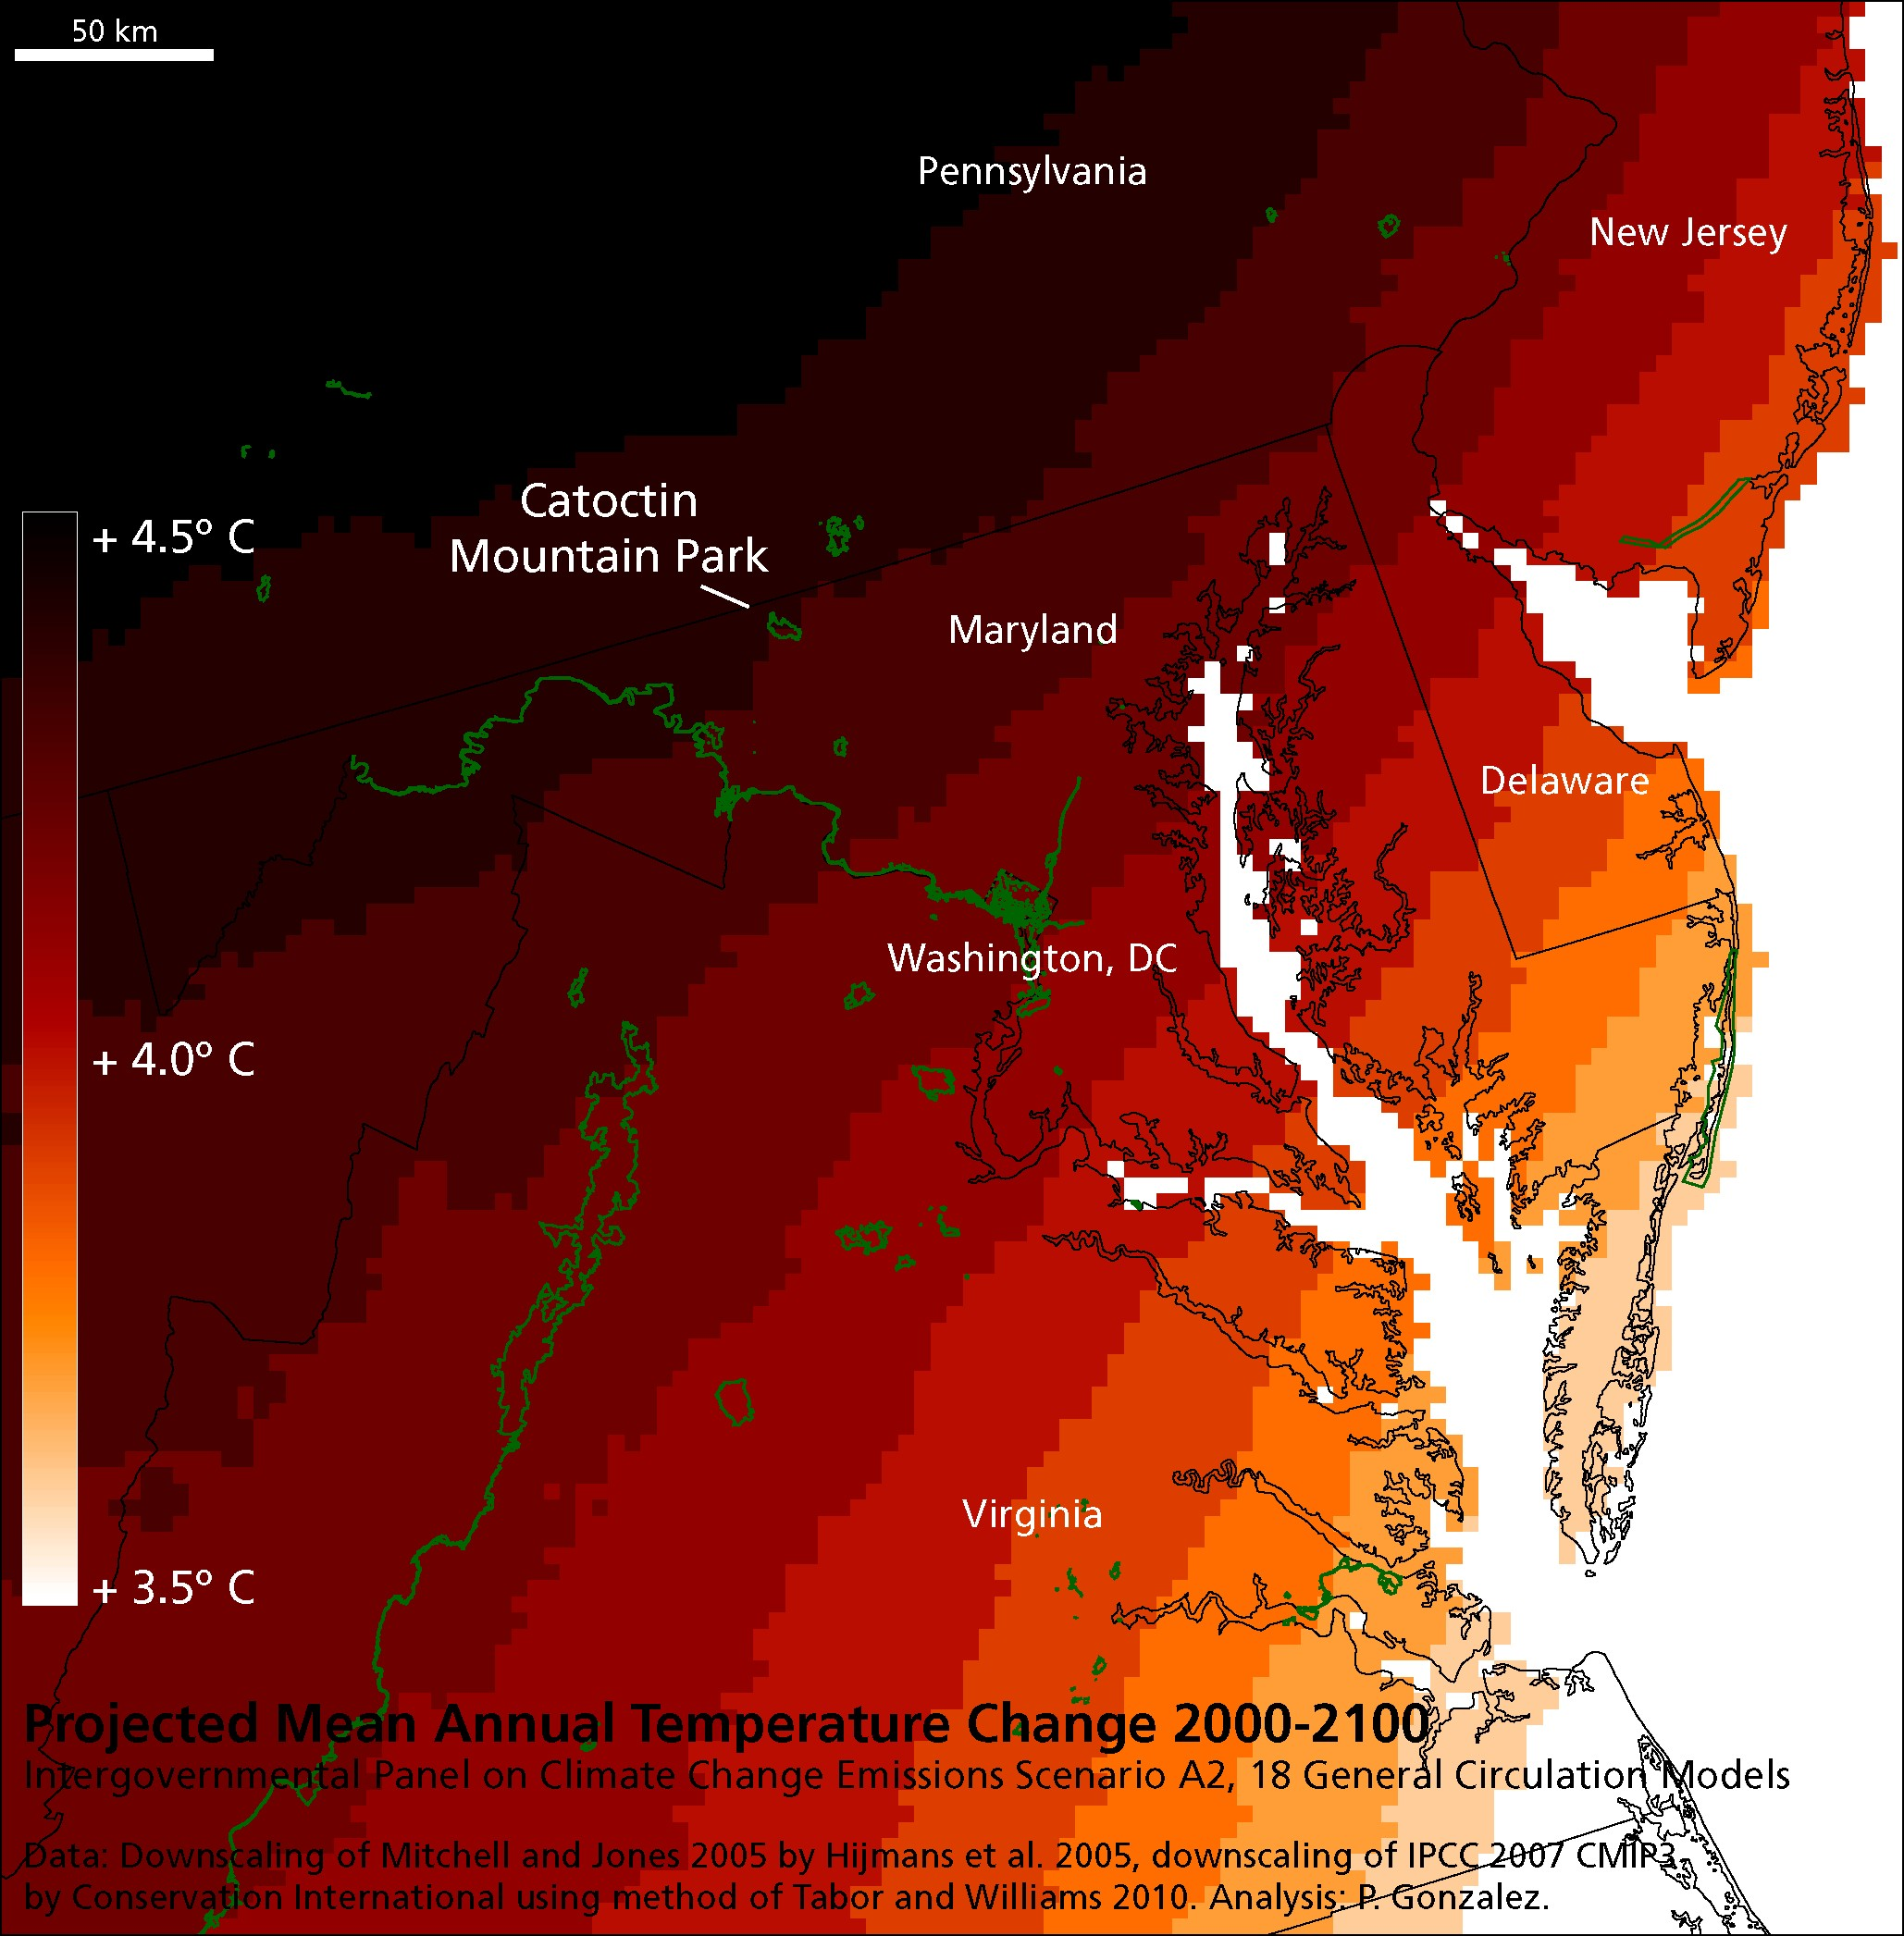 50 km
Pennsylvania
New Jersey
Catoctin
Mountain Park
+ 4.5º C
Maryland
Delaware
Washington, DC
+ 4.0º C
Virginia
+ 3.5º C
Projected Mean Annual Temperature Change 2000-2100
Intergovernmental Panel on Climate Change Emissions Scenario A2, 18 General Circulation Models
Data: Downscaling of Mitchell and Jones 2005 by Hijmans et al. 2005, downscaling of IPCC 2007 CMIP3
by Conservation International using method of Tabor and Williams 2010. Analysis: P. Gonzalez.